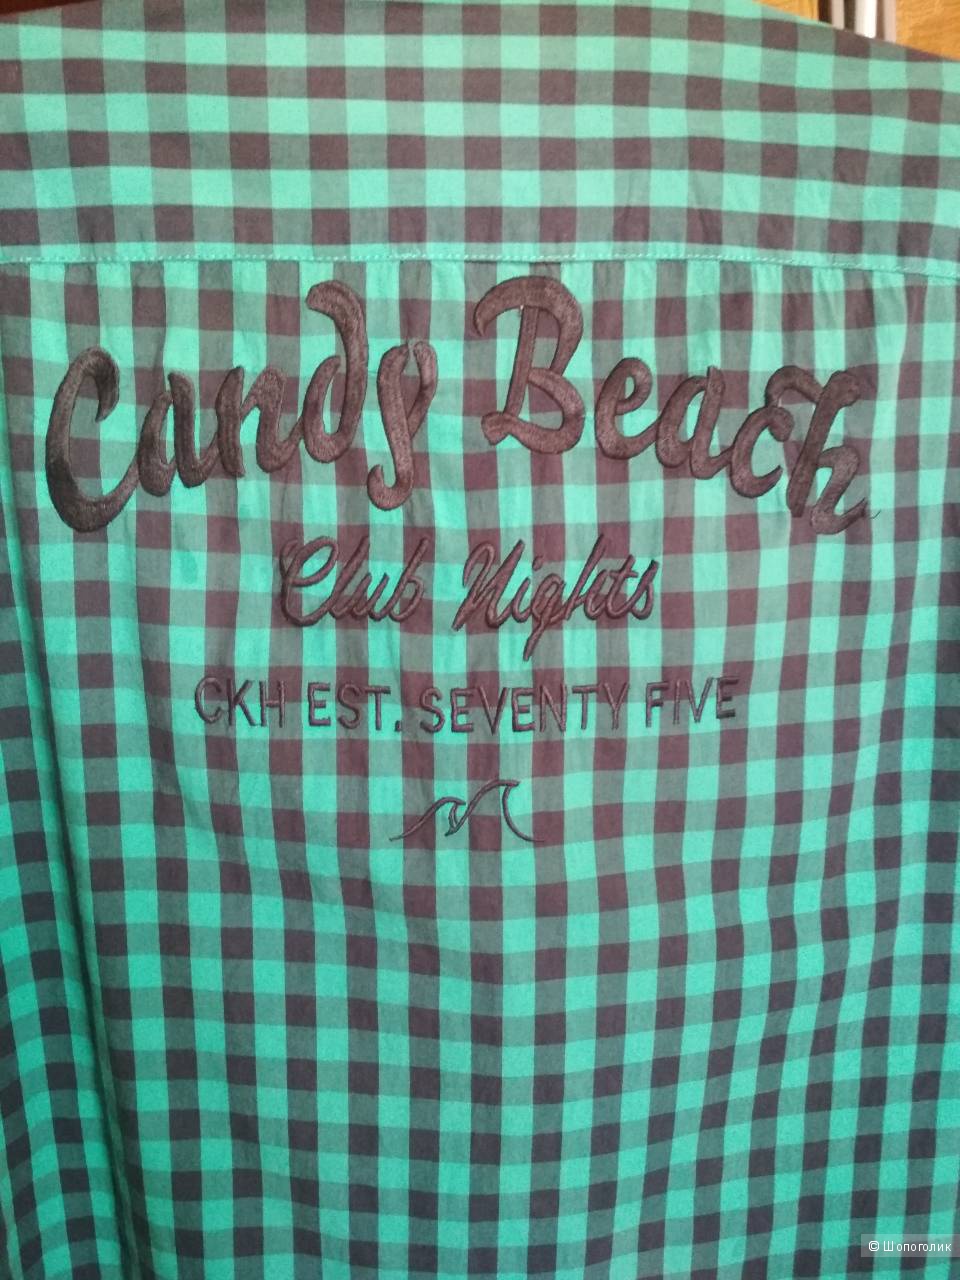 Candy Beach
Club Nights
CKH EST. SEVENTY FIVE
© Шопоголик